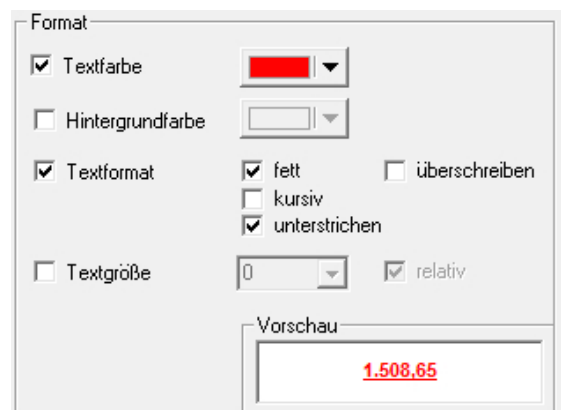 Format
Textfarbe
Hintergrundfarbe
Textformat fett überschreiben
kursiv
unterstrichen
Textgröße 0 relativ
Vorschau
1.508,65